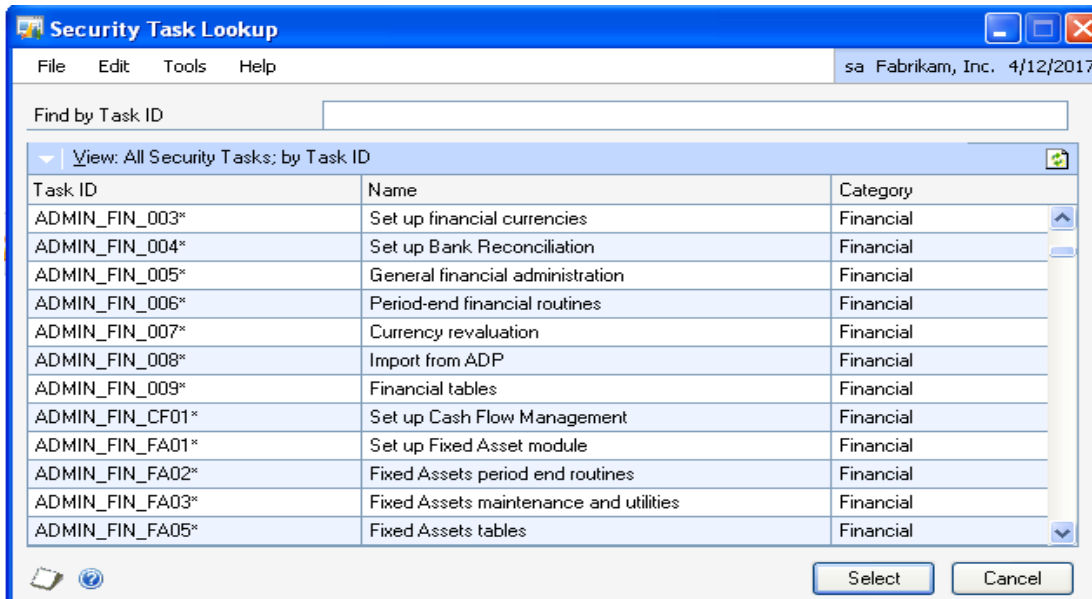 Security Task Lookup
File Edit Tools Help sa Fabrikam, Inc. 4/12/2017
Find by Task ID
View: All Security Tasks; by Task ID
Task ID Name Category
ADMIN_FIN_003* Set up financial currencies Financial
ADMIN_FIN_004* Set up Bank Reconciliation Financial
ADMIN_FIN_005* General financial administration Financial
ADMIN_FIN_006* Period-end financial routines Financial
ADMIN_FIN_007* Currency revaluation Financial
ADMIN_FIN_008* Import from ADP Financial
ADMIN_FIN_009* Financial tables Financial
ADMIN_FIN_CF01* Set up Cash Flow Management Financial
ADMIN_FIN_FA01* Set up Fixed Asset module Financial
ADMIN_FIN_FA02* Fixed Assets period end routines Financial
ADMIN_FIN_FA03* Fixed Assets maintenance and utilities Financial
ADMIN_FIN_FA05* Fixed Assets tables Financial
Select Cancel